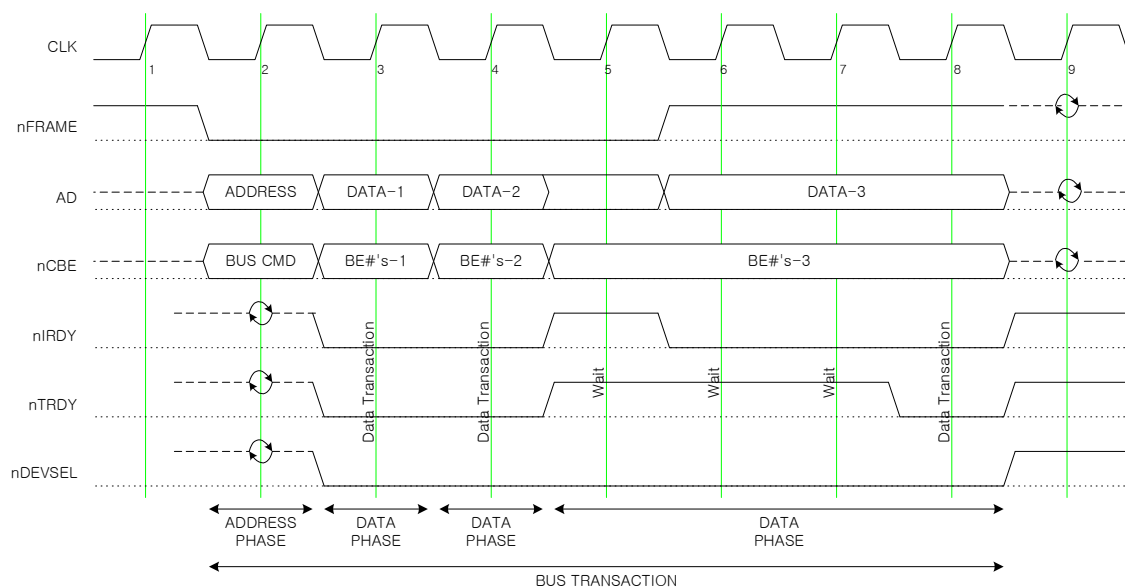 CLK
1 2 3 4 5 6 7 8 9
nFRAME
AD
ADDRESS DATA-1 DATA-2 DATA-3
nCBE
BUS CMD BE#'s-1 BE#'s-2 BE#'s-3
nIRDY
nTRDY
nDEVSEL
Data Transaction
Data Transaction
Wait
Wait
Wait
Data Transaction
ADDRESS PHASE
DATA PHASE
DATA PHASE
DATA PHASE
BUS TRANSACTION